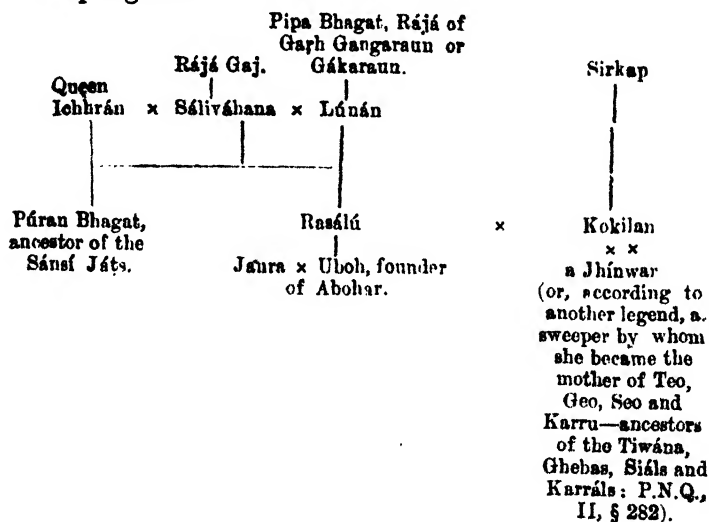 Pipa Bhagat, Rájá of
Gaṛh Gangaraun or
Gákaraun.
Rájá Gaj.
Sirkap
Queen
Ichhrán × Sáliváhana × Lúnán
Púran Bhagat,
ancestor of the
Sánsí Játs.
Rasálú
×
Kokilan
× ×
Jaura × Uboh, founder
of Abohar.
a Jhínwar
(or, according to
another legend, a
sweeper by whom
she became the
mother of Teo,
Geo, Seo and
Karru—ancestors
of the Tiwána,
Ghebas, Siáls and
Karráls: P.N.Q.,
II, § 282).